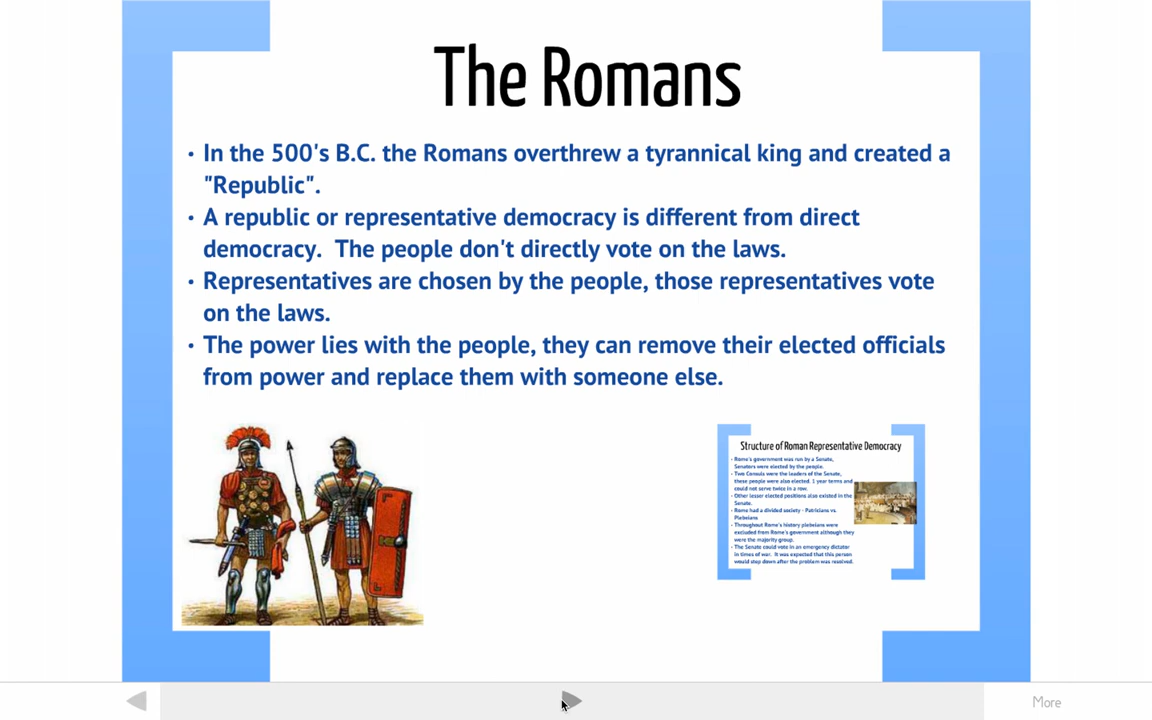 The Romans
• In the 500's B.C. the Romans overthrew a tyrannical king and created a
"Republic".
• A republic or representative democracy is different from direct
democracy.  The people don't directly vote on the laws.
• Representatives are chosen by the people, those representatives vote
on the laws.
• The power lies with the people, they can remove their elected officials
from power and replace them with someone else.
Structure of Roman Representative Democracy
• Rome's government was run by a Senate,
Senators were elected by the people.
• Two Consuls were the leaders of the Senate,
these people were also elected. 1 year terms and
could not serve twice in a row.
• Other lesser elected positions also existed in the
Senate.
• Rome had a divided society - Patricians vs.
Plebeians
• Throughout Rome's history plebeians were
excluded from Rome's government although they
were the majority group.
• The Senate could vote in an emergency dictator
in times of war.  It was expected that this person
would step down after the problem was resolved.
More